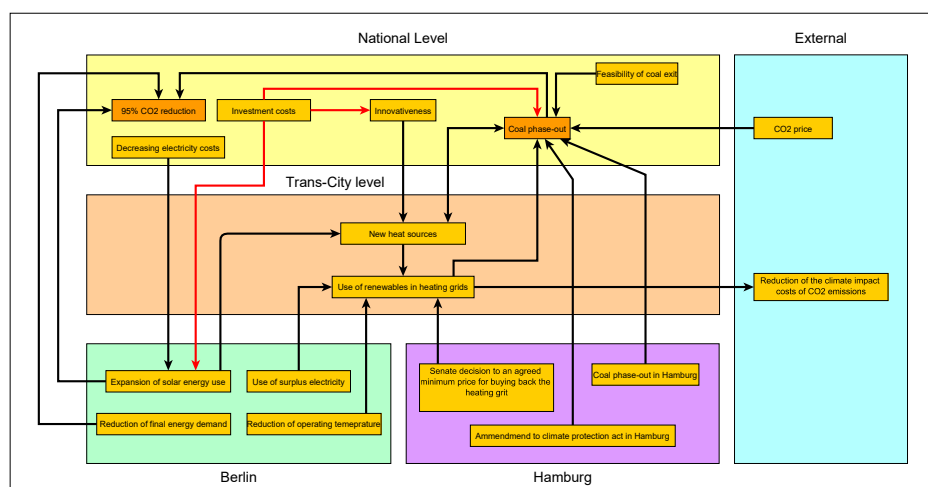 National Level
External
Feasibility of coal exit
95% CO2 reduction
Investment costs
Innovativeness
Coal phase-out
CO2 price
Decreasing electricity costs
Trans-City level
New heat sources
Use of renewables in heating grids
Reduction of the climate impact
costs of CO2 emissions
Expansion of solar energy use
Use of surplus electricity
Senate decision to an agreed
minimum price for buying back the
heating grit
Coal phase-out in Hamburg
Reduction of final energy demand
Reduction of operating temeprature
Ammendmend to climate protection act in Hamburg
Berlin
Hamburg